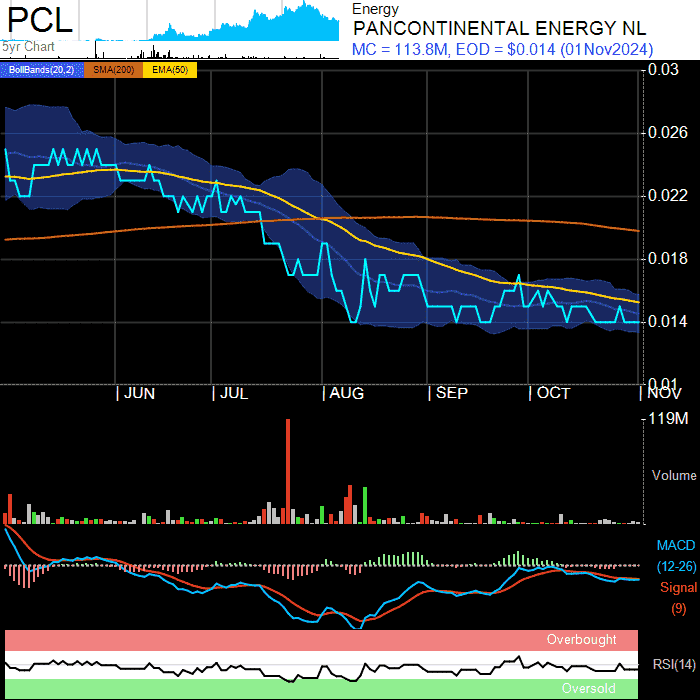 PCL
5yr Chart
Energy
PANCONTINENTAL ENERGY NL
MC = 113.8M, EOD = $0.014 (01Nov2024)
BollBands(20,2) SMA(200) EMA(50)
0.03
0.026
0.022
0.018
0.014
0.01
JUN JUL AUG SEP OCT NOV
119M
Volume
MACD
(12-26)
Signal
(9)
Overbought
RSI(14)
Oversold